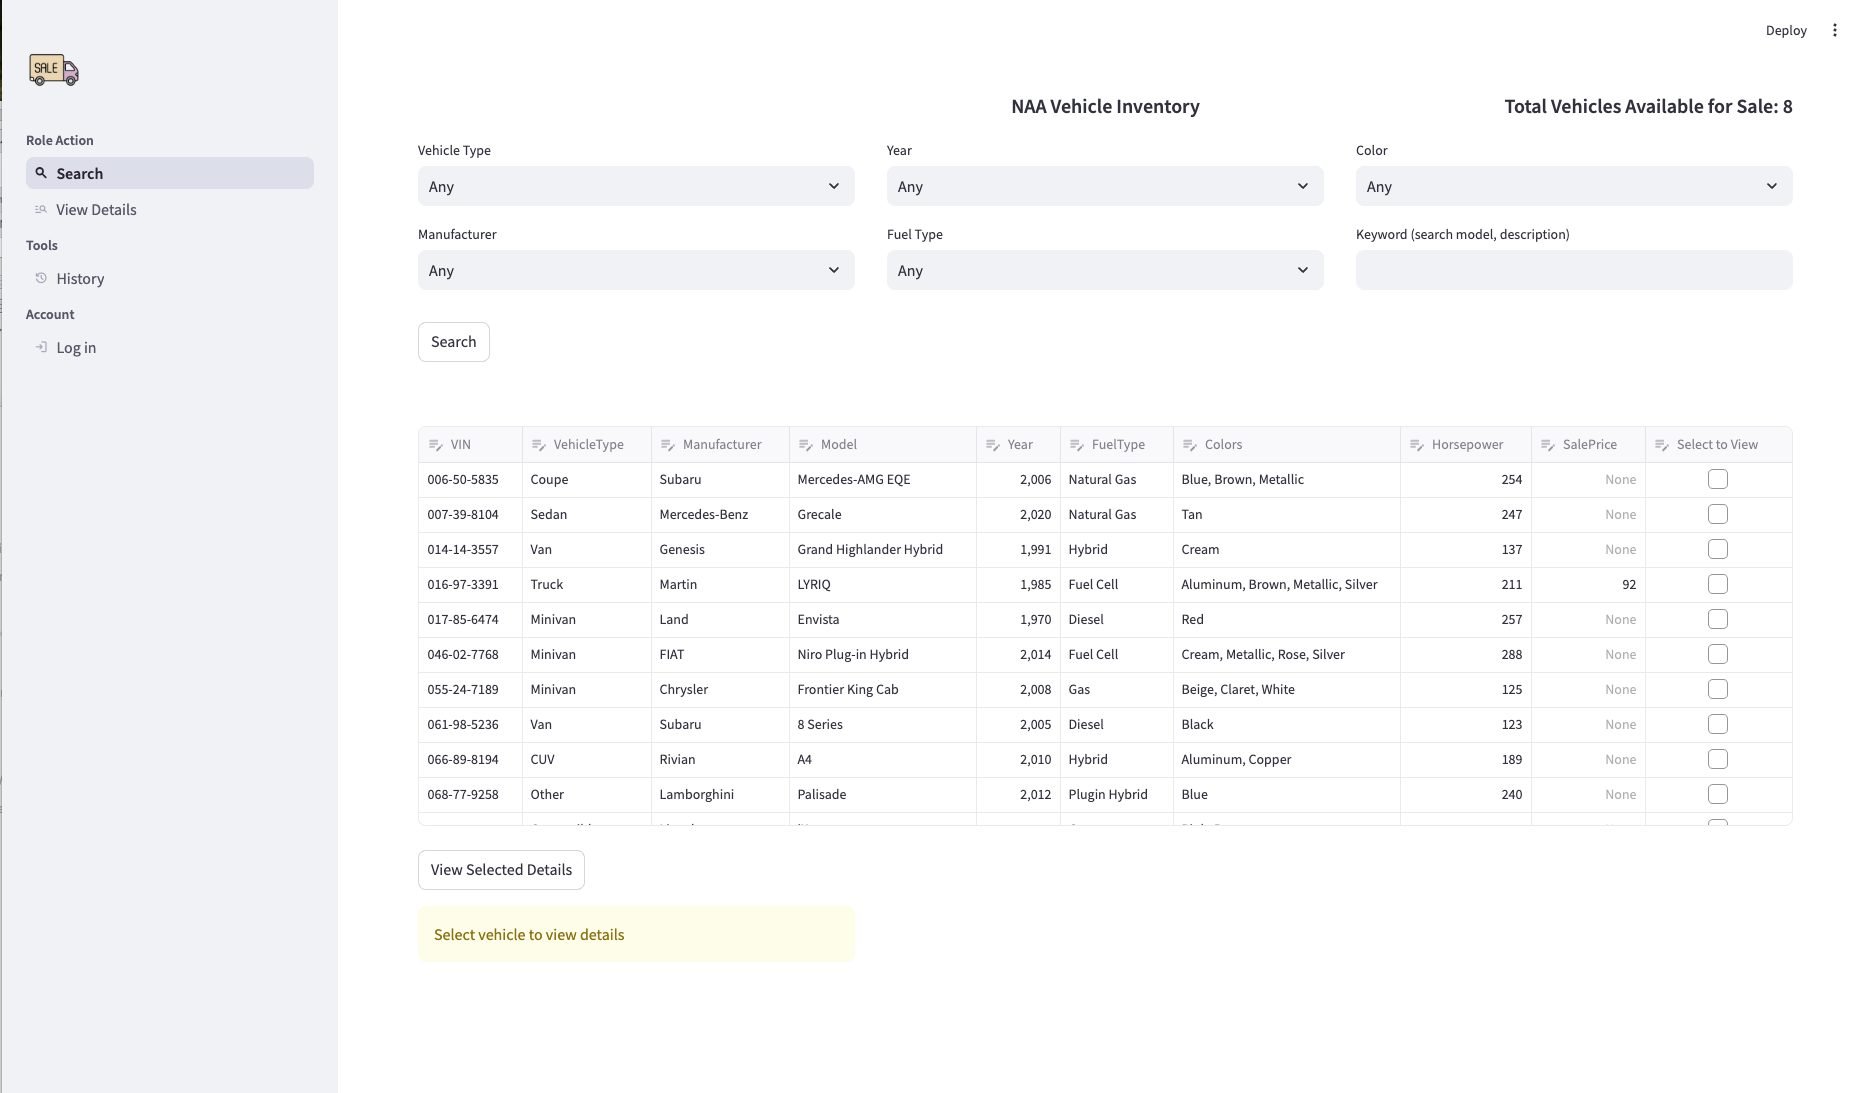 Deploy
SALE
NAA Vehicle Inventory
Total Vehicles Available for Sale: 8
Role Action
Search
View Details
Tools
History
Account
Log in
Vehicle Type
Year
Color
Any
Any
Any
Manufacturer
Fuel Type
Keyword (search model, description)
Any
Any
Search
VIN VehicleType Manufacturer Model Year FuelType Colors Horsepower SalePrice Select to View
006-50-5835 Coupe Subaru Mercedes-AMG EQE 2,006 Natural Gas Blue, Brown, Metallic 254 None
007-39-8104 Sedan Mercedes-Benz Grecale 2,020 Natural Gas Tan 247 None
014-14-3557 Van Genesis Grand Highlander Hybrid 1,991 Hybrid Cream 137 None
016-97-3391 Truck Martin LYRIQ 1,985 Fuel Cell Aluminum, Brown, Metallic, Silver 211 92
017-85-6474 Minivan Land Envista 1,970 Diesel Red 257 None
046-02-7768 Minivan FIAT Niro Plug-in Hybrid 2,014 Fuel Cell Cream, Metallic, Rose, Silver 288 None
055-24-7189 Minivan Chrysler Frontier King Cab 2,008 Gas Beige, Claret, White 125 None
061-98-5236 Van Subaru 8 Series 2,005 Diesel Black 123 None
066-89-8194 CUV Rivian A4 2,010 Hybrid Aluminum, Copper 189 None
068-77-9258 Other Lamborghini Palisade 2,012 Plugin Hybrid Blue 240 None
View Selected Details
Select vehicle to view details